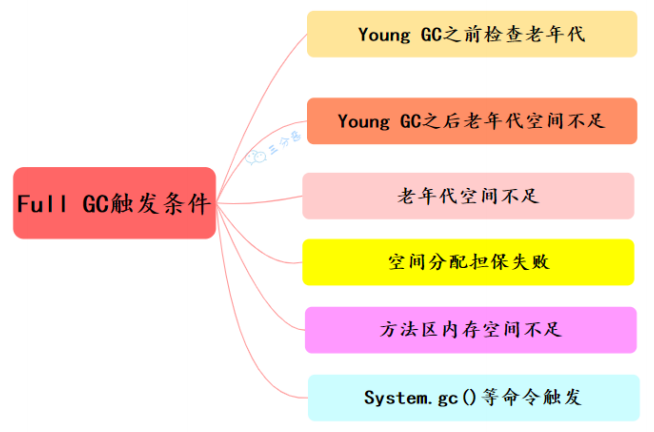 Young GC之前检查老年代
Young GC之后老年代空间不足
三分恶
Full GC触发条件
老年代空间不足
空间分配担保失败
方法区内存空间不足
System.gc()等命令触发